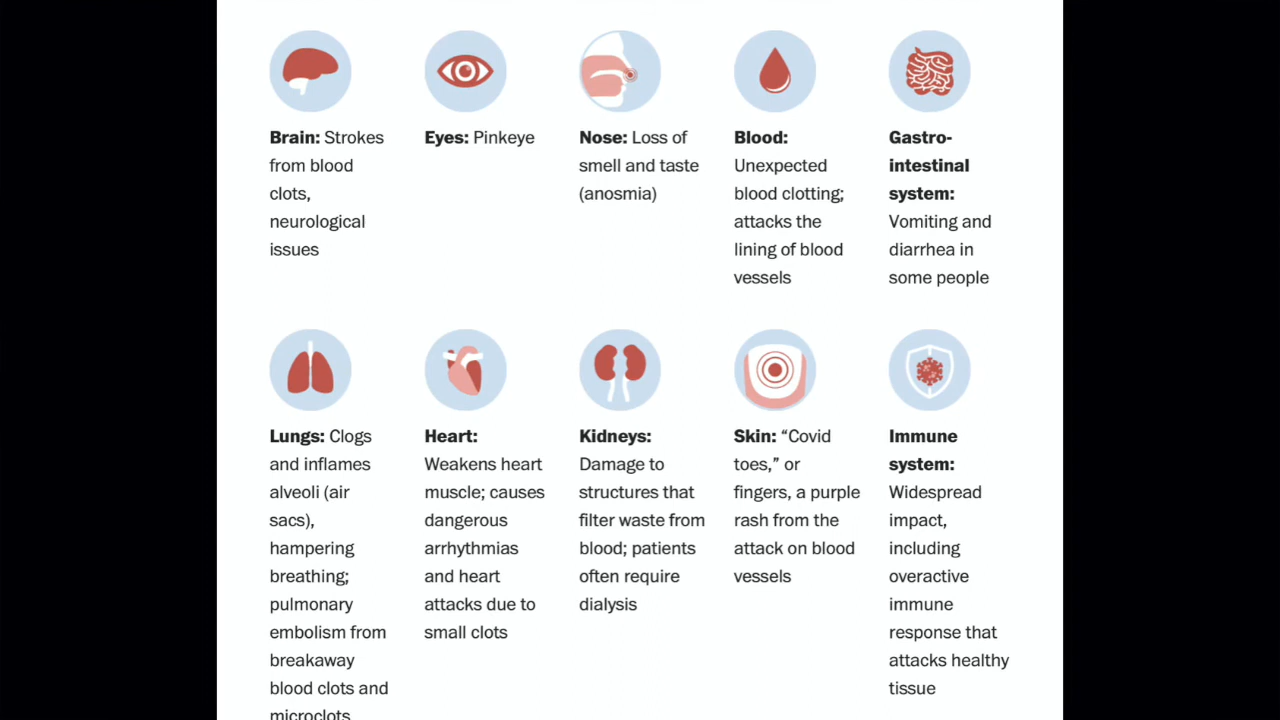 Brain: Strokes
from blood
clots,
neurological
issues
Eyes: Pinkeye
Nose: Loss of
smell and taste
(anosmia)
Blood:
Unexpected
blood clotting;
attacks the
lining of blood
vessels
Gastro-
intestinal
system:
Vomiting and
diarrhea in
some people
Lungs: Clogs
and inflames
alveoli (air
sacs),
hampering
breathing;
pulmonary
embolism from
breakaway
blood clots and
microclots
Heart:
Weakens heart
muscle; causes
dangerous
arrhythmias
and heart
attacks due to
small clots
Kidneys:
Damage to
structures that
filter waste from
blood; patients
often require
dialysis
Skin: “Covid
toes,” or
fingers, a purple
rash from the
attack on blood
vessels
Immune
system:
Widespread
impact,
including
overactive
immune
response that
attacks healthy
tissue